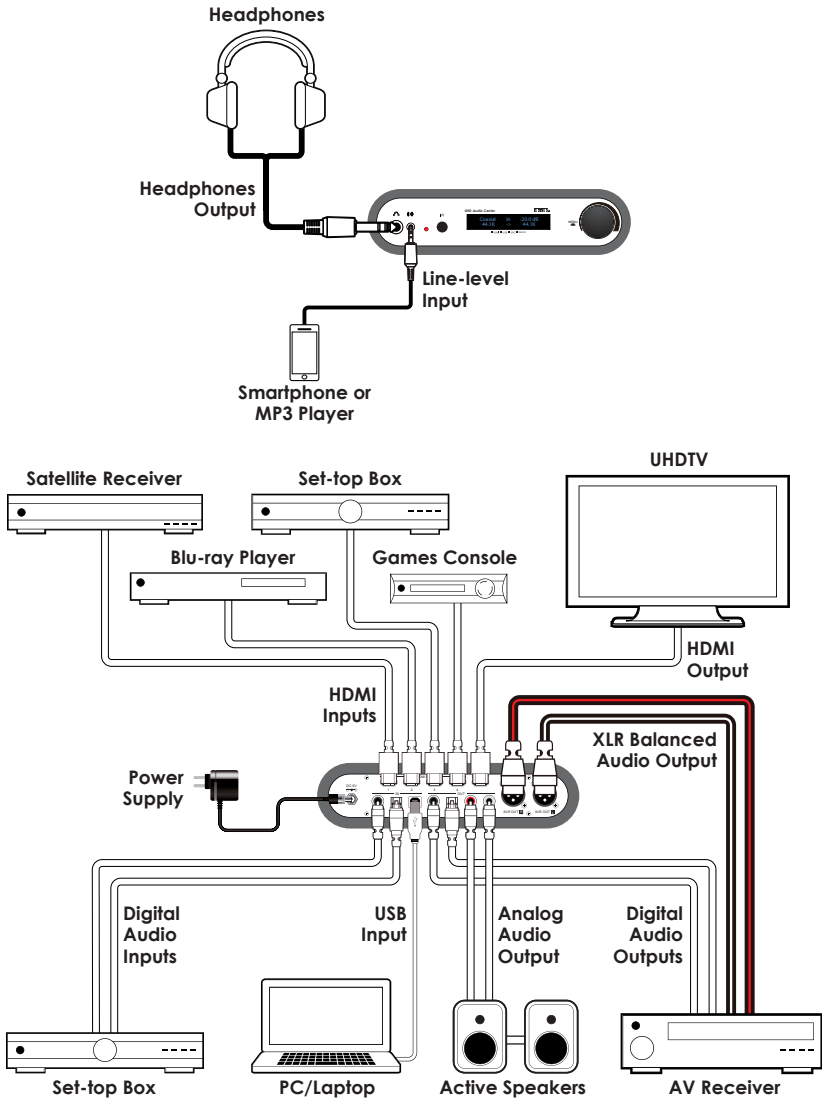 Headphones
Headphones
Output
Line-level
Input
Smartphone or
MP3 Player
UHDTV
Satellite Receiver
Set-top Box
Blu-ray Player
Games Console
HDMI
Output
HDMI
Inputs
XLR Balanced
Audio Output
Power
Supply
Digital
Audio
Inputs
USB
Input
Analog
Audio
Output
Digital
Audio
Outputs
Set-top Box
PC/Laptop
Active Speakers
AV Receiver